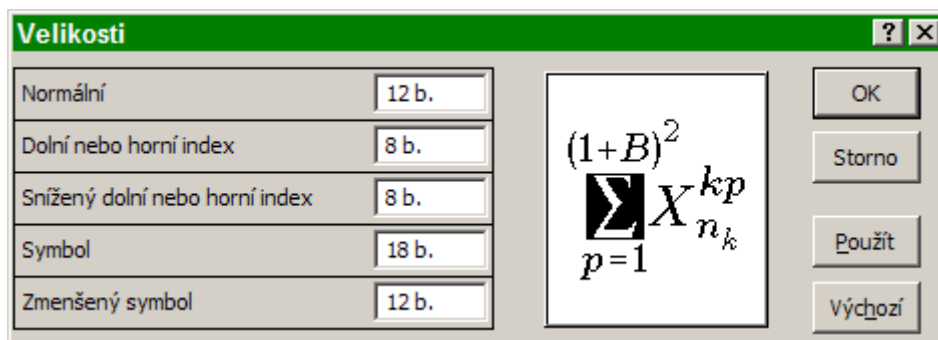 Velikosti
Normální 12 b.
Dolní nebo horní index 8 b.
Snížený dolní nebo horní index 8 b.
Symbol 18 b.
Zmenšený symbol 12 b.
(1+B)²
∑ X kp n k
p=1
OK
Storno
Použít
Výchozí